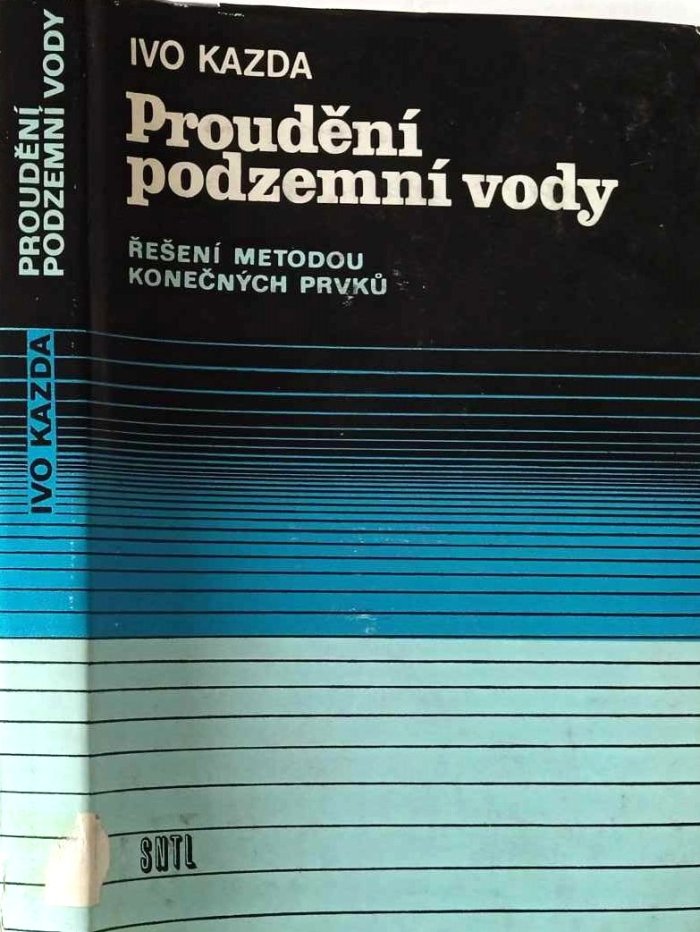 PROUDĚNÍ
PODZEMNÍ VODY
IVO KAZDA
IVO KAZDA
Proudění
podzemní vody
ŘEŠENÍ METODOU
KONEČNÝCH PRVKŮ
SNTL